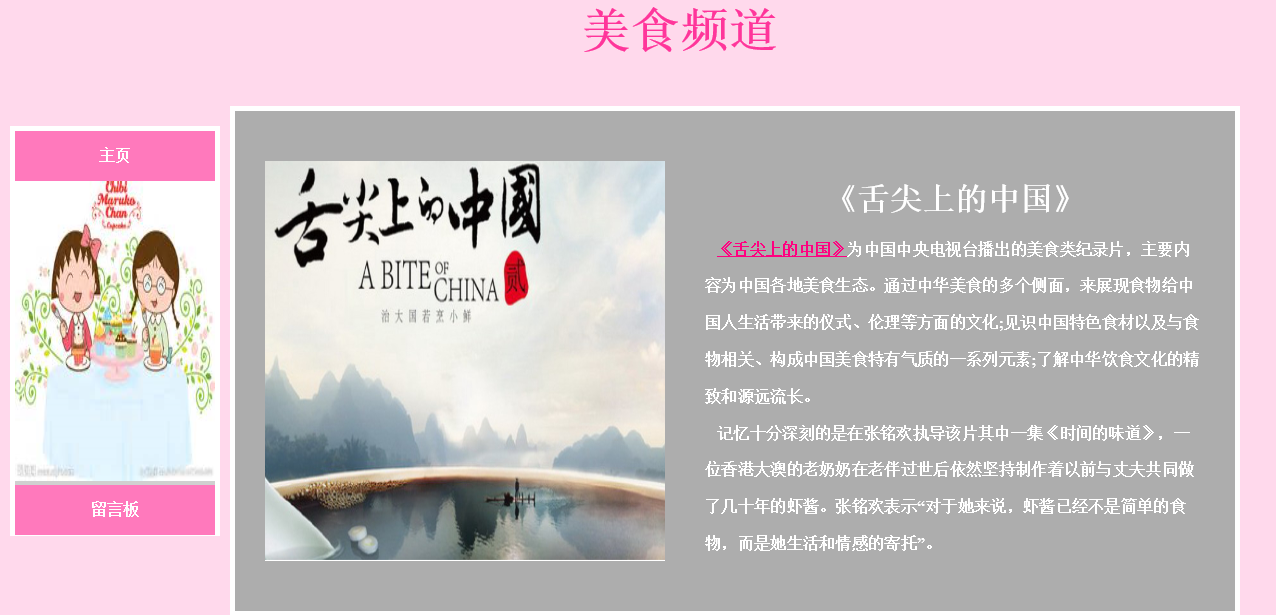 美食频道
主页
Chibi
Maruko
Chan
Cupcake
留言板
舌尖上的中國
A BITE OF CHINA
贰
治大国若烹小鲜
《舌尖上的中国》
《舌尖上的中国》为中国中央电视台播出的美食类纪录片，主要内
容为中国各地美食生态。通过中华美食的多个侧面，来展现食物给中
国人生活带来的仪式、伦理等方面的文化;见识中国特色食材以及与食
物相关、构成中国美食特有气质的一系列元素;了解中华饮食文化的精
致和源远流长。
记忆十分深刻的是在张铭欢执导该片其中一集《时间的味道》，一
位香港大澳的老奶奶在老伴过世后依然坚持制作着以前与丈夫共同做
了几十年的虾酱。张铭欢表示“对于她来说，虾酱已经不是简单的食
物，而是她生活和情感的寄托”。